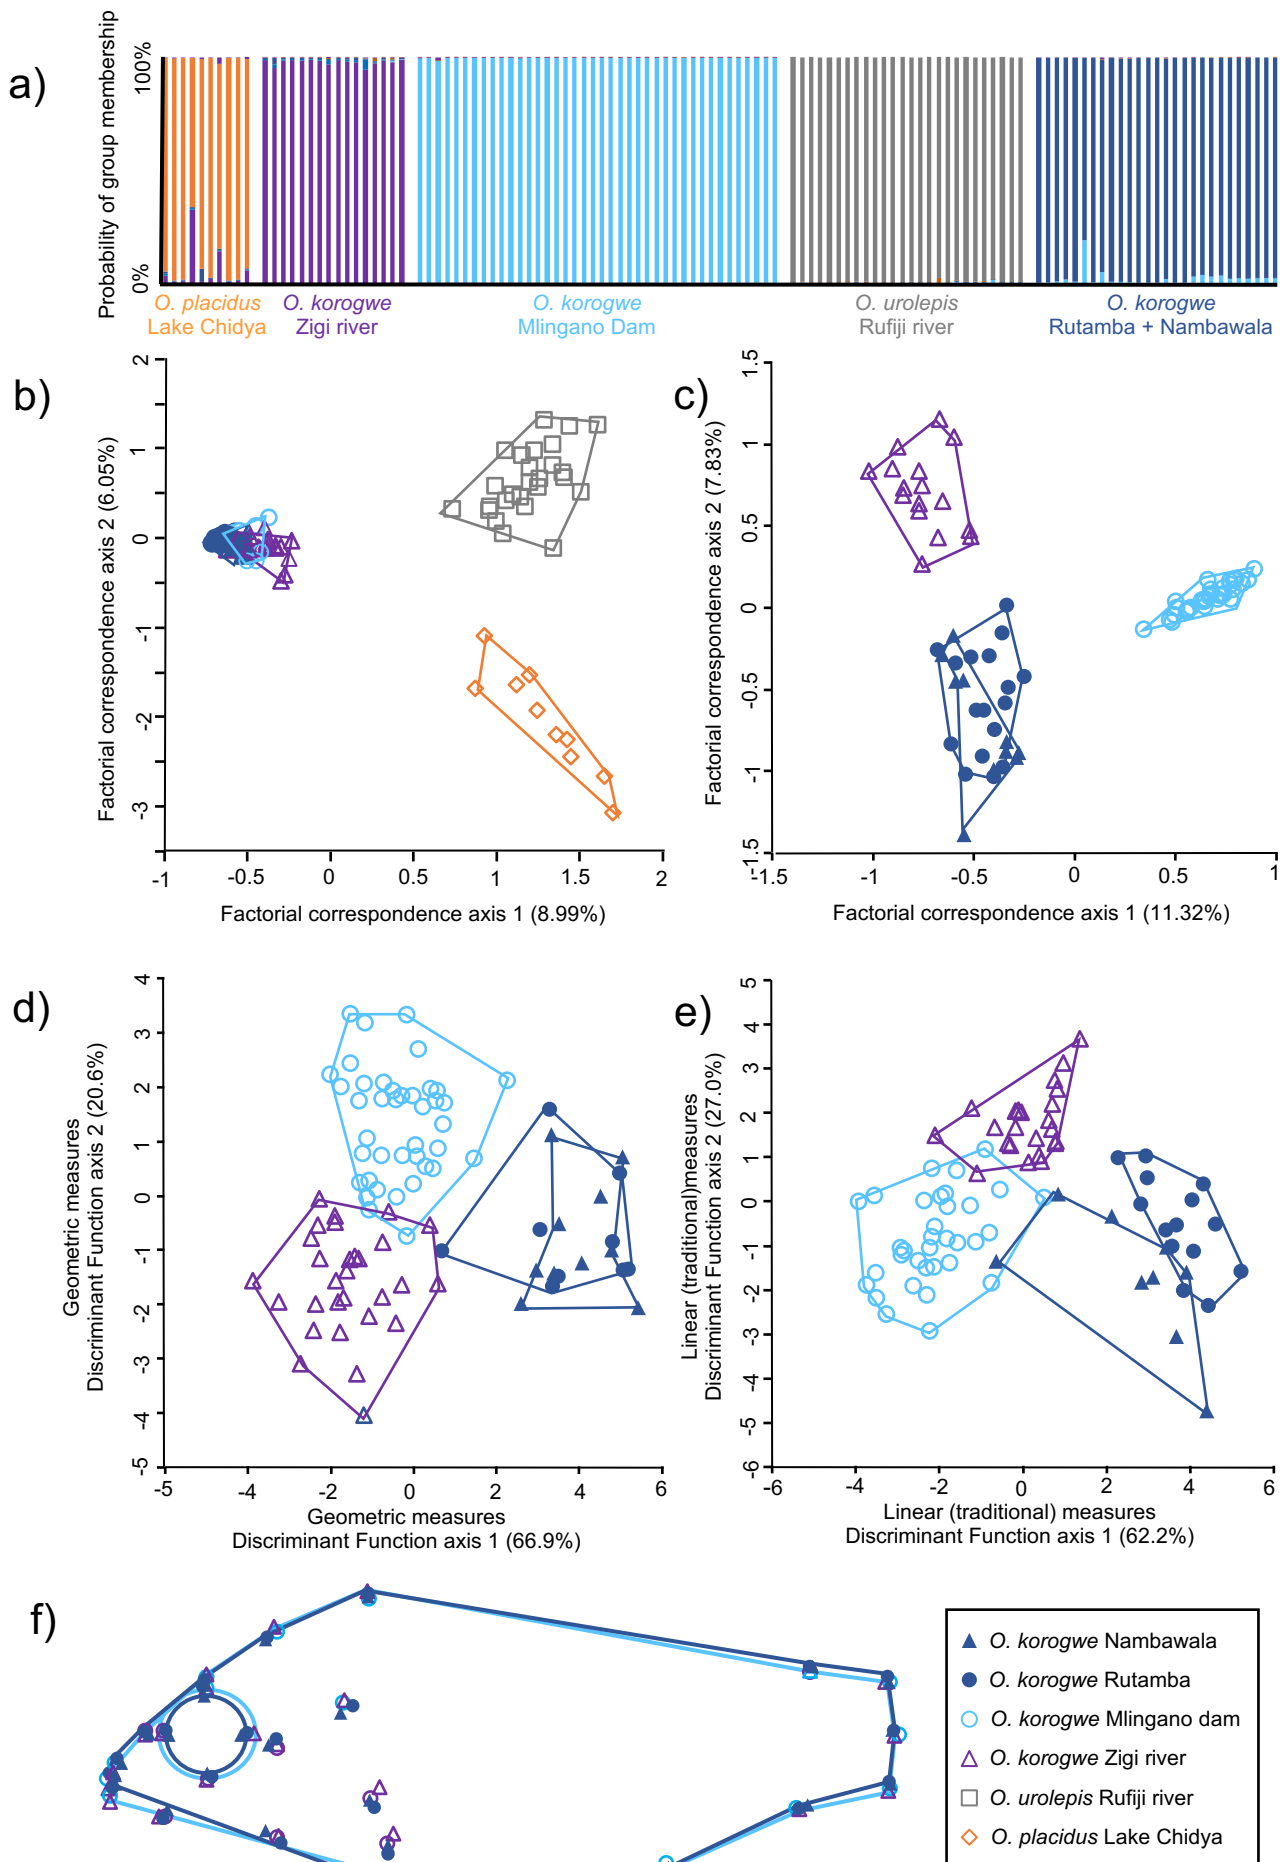 a)
Probability of group membership
100%
0%
O. placidus
Lake Chidya
O. korogwe
Zigi river
O. korogwe
Mlingano Dam
O. urolepis
Rufiji river
O. korogwe
Rutamba + Nambawala
b)
Factorial correspondence axis 2 (6.05%)
2
1
0
-1
-2
-3
-1 -0.5 0 0.5 1 1.5 2
Factorial correspondence axis 1 (8.99%)
c)
Factorial correspondence axis 2 (7.83%)
1.5
1
0.5
0
-0.5
-1
-1.5
-1.5 -1 -0.5 0 0.5 1
Factorial correspondence axis 1 (11.32%)
d)
Geometric measures
Discriminant Function axis 2 (20.6%)
4
3
2
1
0
-1
-2
-3
-4
-5
-5 -4 -2 0 2 4 6
Geometric measures
Discriminant Function axis 1 (66.9%)
e)
Linear (traditional)measures
Discriminant Function axis 2 (27.0%)
5
4
3
2
1
0
-1
-2
-3
-4
-5
-6
-6 -4 -2 0 2 4 6
Linear (traditional) measures
Discriminant Function axis 1 (62.2%)
f)
O. korogwe Nambawala
O. korogwe Rutamba
O. korogwe Mlingano dam
O. korogwe Zigi river
O. urolepis Rufiji river
O. placidus Lake Chidya